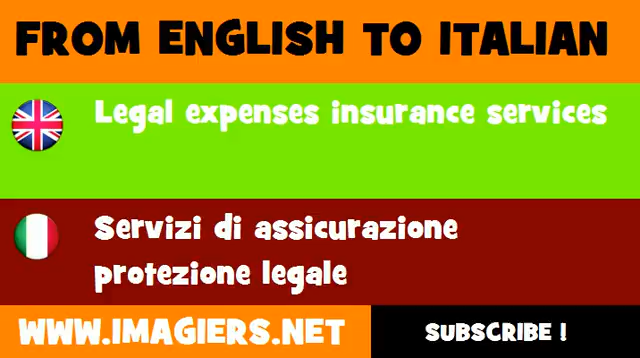 FROM ENGLISH TO ITALIAN
Legal expenses insurance services
Servizi di assicurazione
protezione legale
WWW.IMAGIERS.NET
SUBSCRIBE !